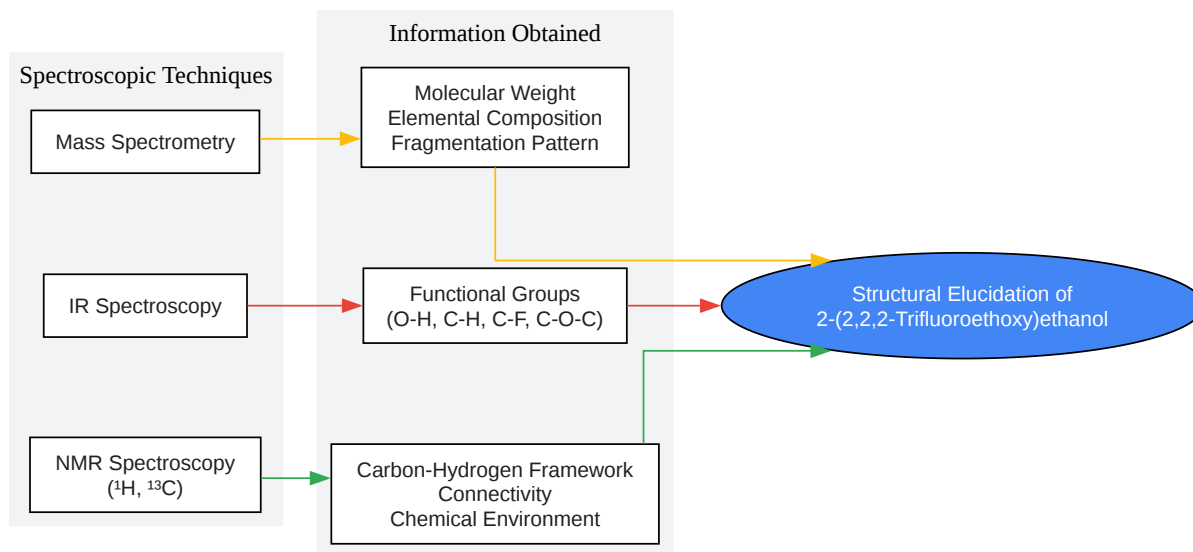 Spectroscopic Techniques
Information Obtained
Mass Spectrometry
Molecular Weight
Elemental Composition
Fragmentation Pattern
IR Spectroscopy
Functional Groups
(O-H, C-H, C-F, C-O-C)
Structural Elucidation of
2-(2,2,2-Trifluoroethoxy)ethanol
NMR Spectroscopy
(¹H, ¹³C)
Carbon-Hydrogen Framework
Connectivity
Chemical Environment